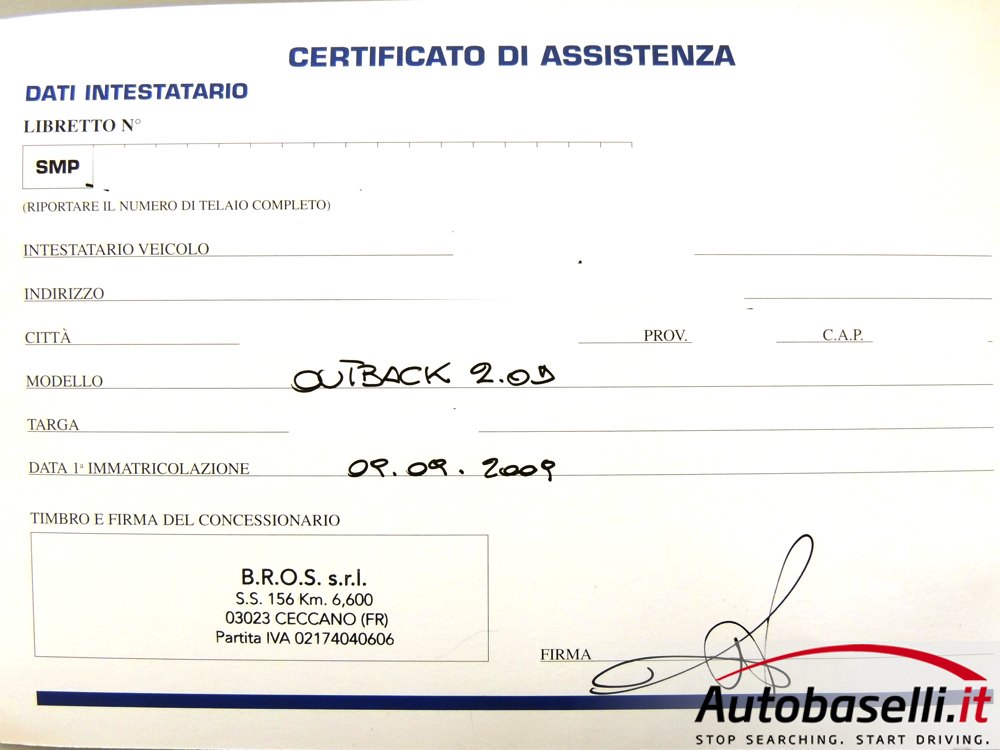 CERTIFICATO DI ASSISTENZA
DATI INTESTATARIO
LIBRETTO N°
SMP
(RIPORTARE IL NUMERO DI TELAIO COMPLETO)
INTESTATARIO VEICOLO
INDIRIZZO
CITTÀ PROV. C.A.P.
MODELLO OUTBACK 2.0D
TARGA
DATA 1ª IMMATRICOLAZIONE 09.09.2009
TIMBRO E FIRMA DEL CONCESSIONARIO
B.R.O.S. s.r.l.
S.S. 156 Km. 6,600
03023 CECCANO (FR)
Partita IVA 02174040606
FIRMA
Autobaselli.it
STOP SEARCHING. START DRIVING.